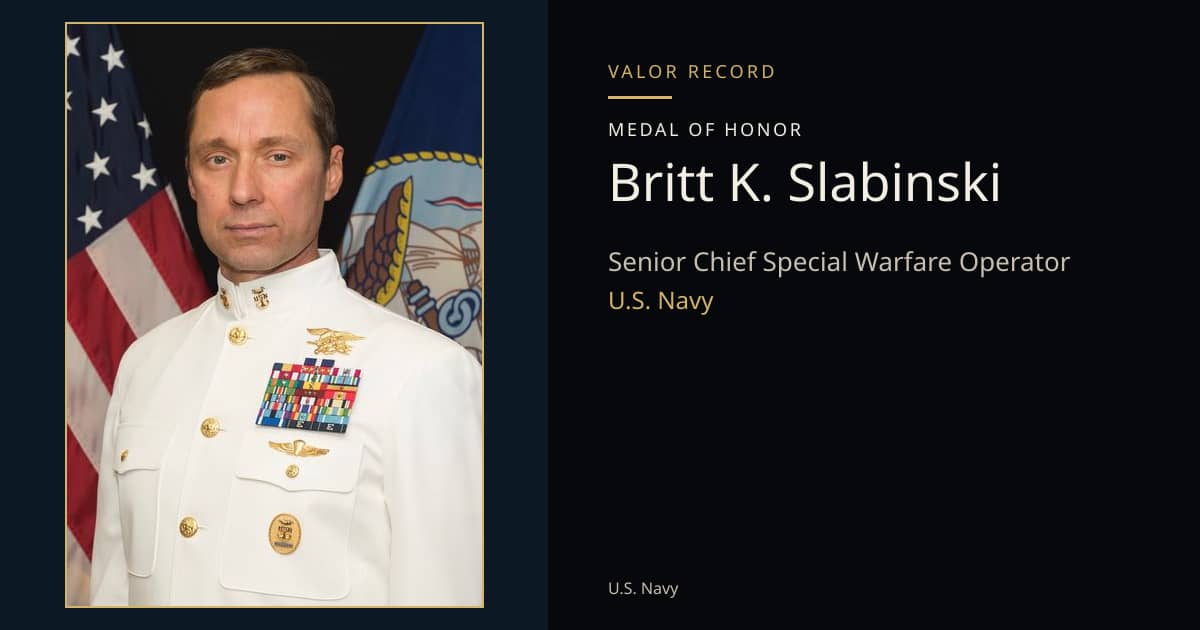 VALOR RECORD
MEDAL OF HONOR
Britt K. Slabinski
Senior Chief Special Warfare Operator
U.S. Navy
U.S. Navy